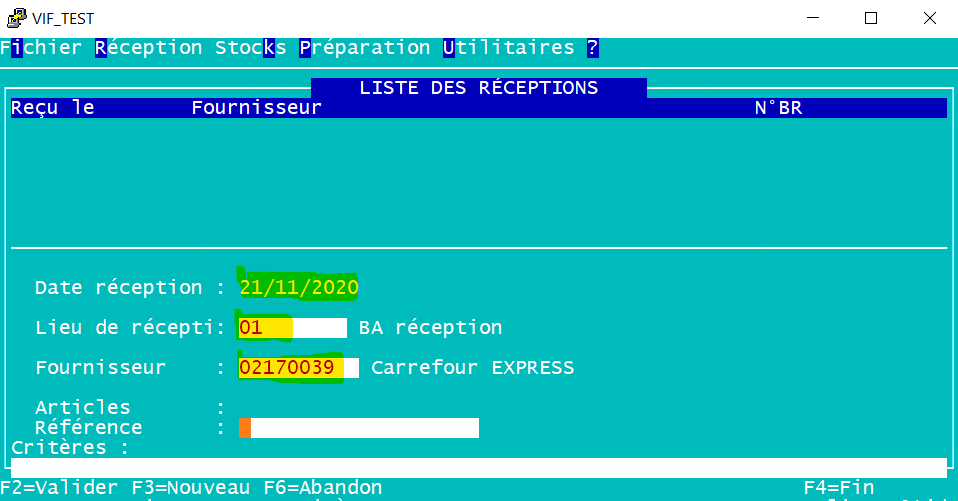 VIF_TEST
Fichier Réception Stocks Préparation Utilitaires ?
LISTE DES RÉCEPTIONS
Reçu le Fournisseur N°BR
Date réception : 21/11/2020
Lieu de récepti: 01 BA réception
Fournisseur : 02170039 Carrefour EXPRESS
Articles :
Référence :
Critères :
F2=Valider F3=Nouveau F6=Abandon F4=Fin